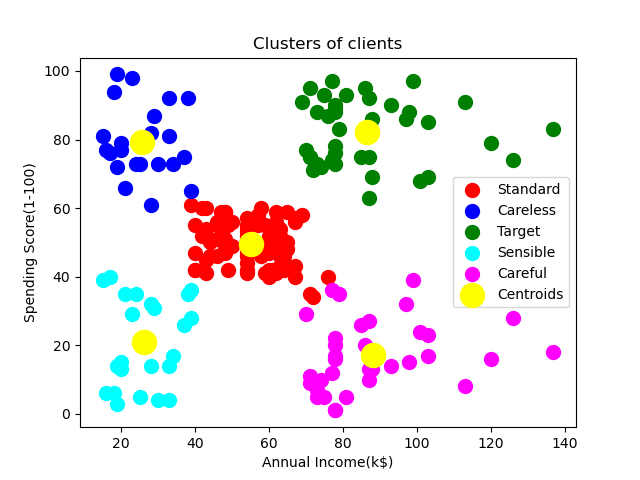 Clusters of clients
Spending Score(1-100)
100
80
60
40
20
0
Standard
Careless
Target
Sensible
Careful
Centroids
20 40 60 80 100 120 140
Annual Income(k$)